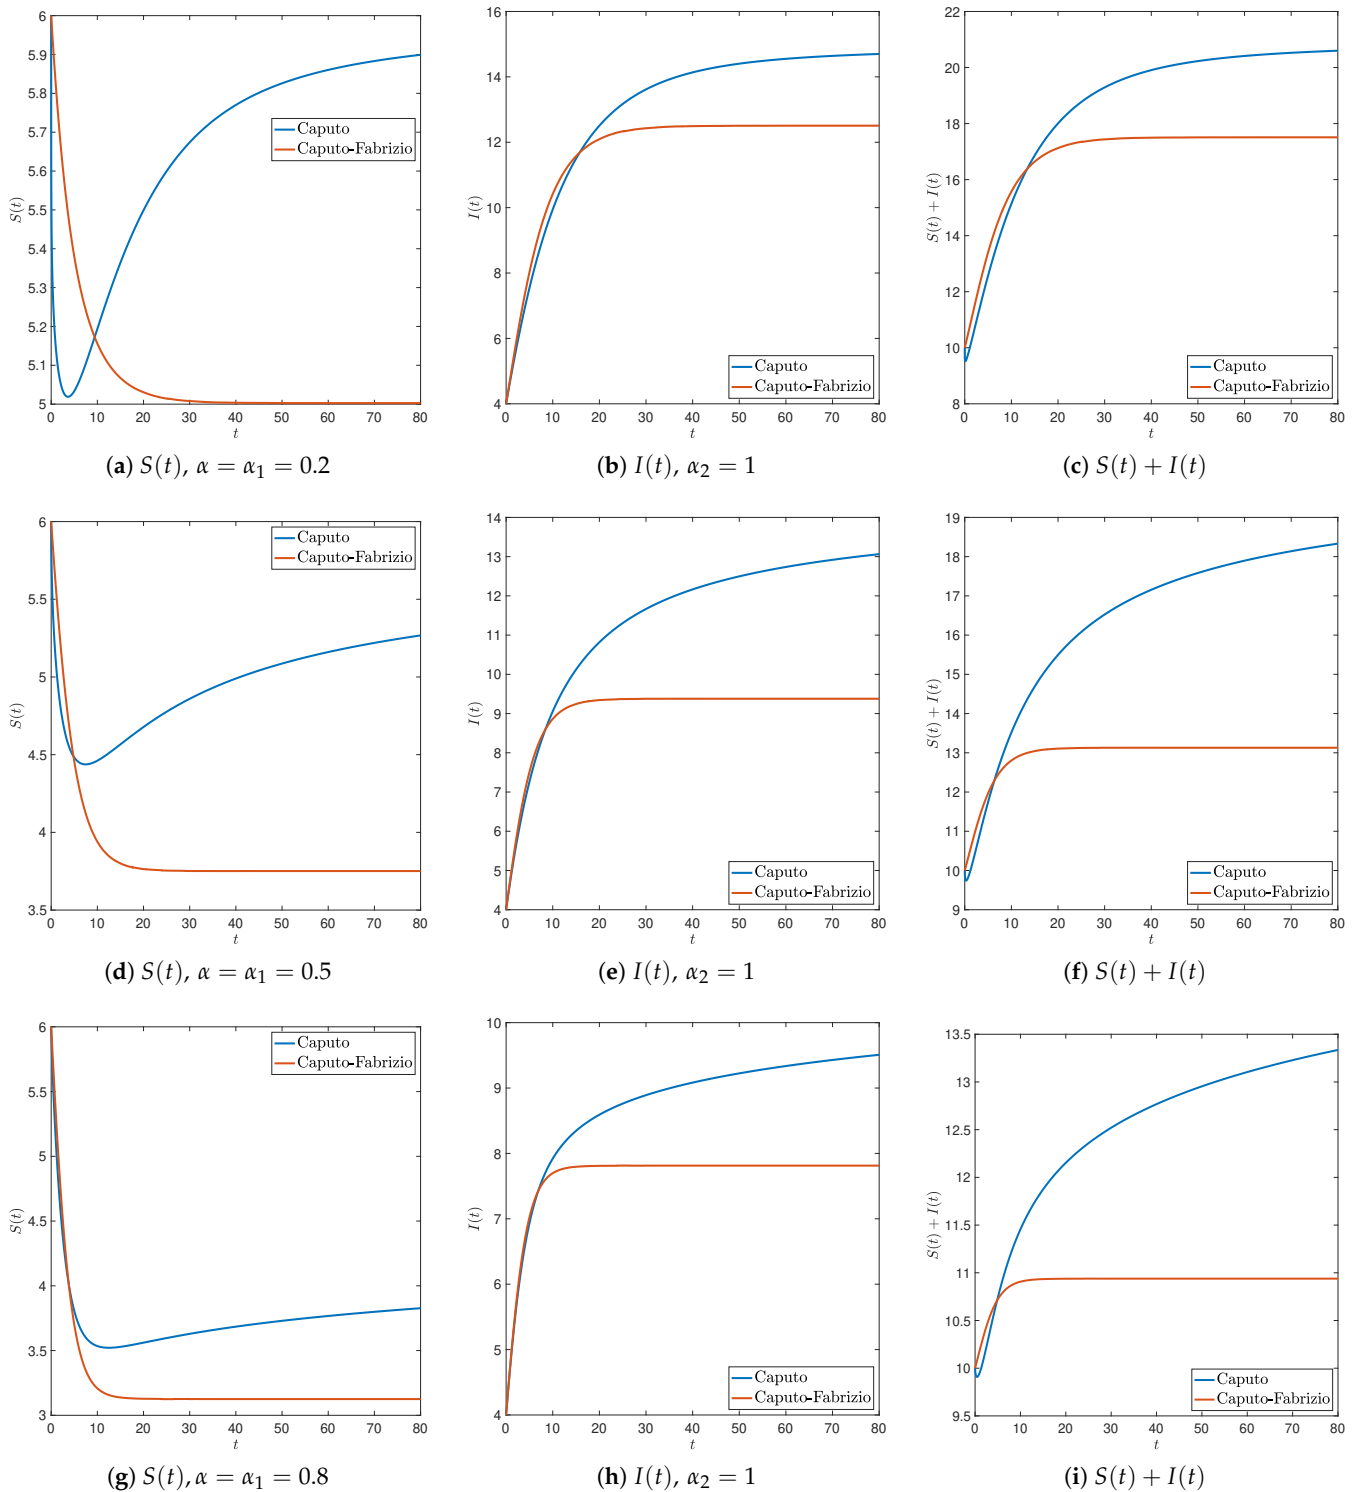 6
5.9
5.8
5.7
5.6
5.5
5.4
5.3
5.2
5.1
5
S(t)
0 10 20 30 40 50 60 70 80
t
Caputo
Caputo-Fabrizio
(a) S(t), α = α₁ = 0.2
16
14
12
10
8
6
4
I(t)
0 10 20 30 40 50 60 70 80
t
Caputo
Caputo-Fabrizio
(b) I(t), α₂ = 1
22
20
18
16
14
12
10
8
S(t) + I(t)
0 10 20 30 40 50 60 70 80
t
Caputo
Caputo-Fabrizio
(c) S(t) + I(t)
6
5.5
5
4.5
4
3.5
S(t)
0 10 20 30 40 50 60 70 80
t
Caputo
Caputo-Fabrizio
(d) S(t), α = α₁ = 0.5
14
13
12
11
10
9
8
7
6
5
4
I(t)
0 10 20 30 40 50 60 70 80
t
Caputo
Caputo-Fabrizio
(e) I(t), α₂ = 1
19
18
17
16
15
14
13
12
11
10
9
S(t) + I(t)
0 10 20 30 40 50 60 70 80
t
Caputo
Caputo-Fabrizio
(f) S(t) + I(t)
6
5.5
5
4.5
4
3.5
3
S(t)
0 10 20 30 40 50 60 70 80
t
Caputo
Caputo-Fabrizio
(g) S(t), α = α₁ = 0.8
10
9
8
7
6
5
4
I(t)
0 10 20 30 40 50 60 70 80
t
Caputo
Caputo-Fabrizio
(h) I(t), α₂ = 1
13.5
13
12.5
12
11.5
11
10.5
10
9.5
S(t) + I(t)
0 10 20 30 40 50 60 70 80
t
Caputo
Caputo-Fabrizio
(i) S(t) + I(t)